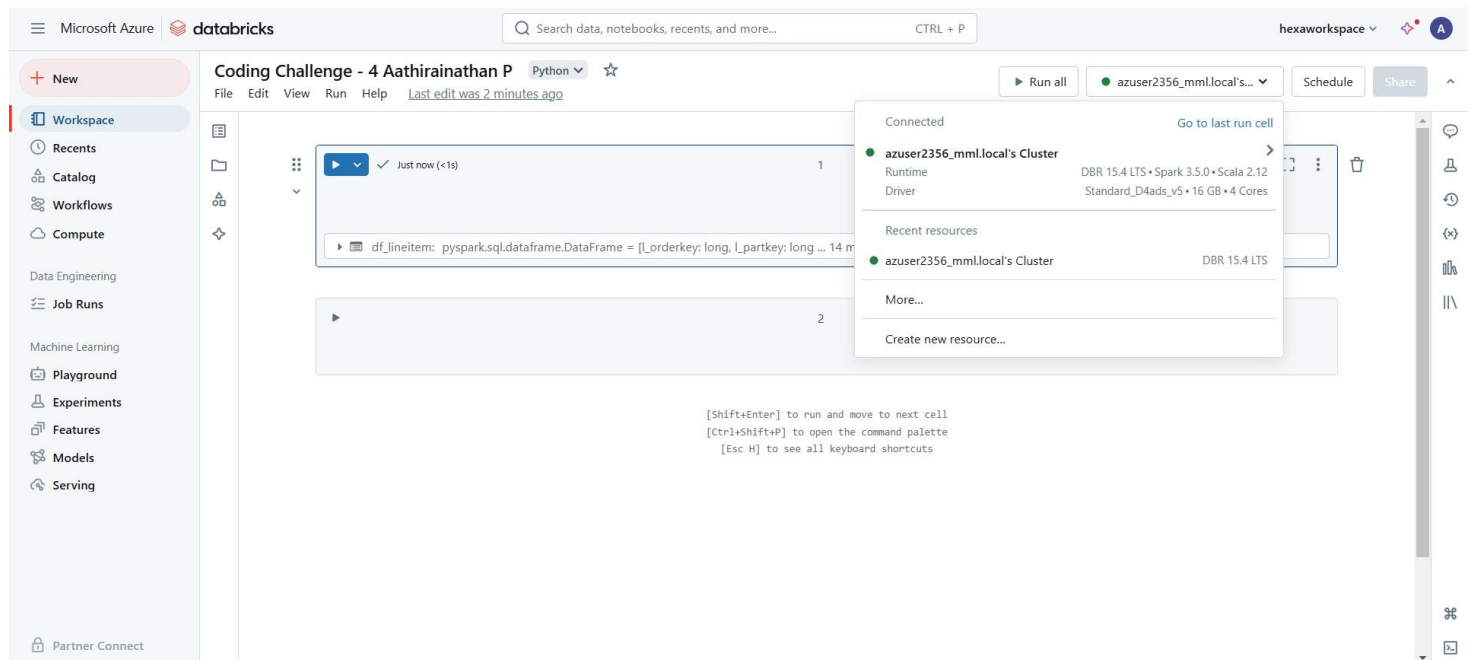 Microsoft Azure databricks
Search data, notebooks, recents, and more... CTRL + P
hexaworkspace
A
New
Workspace
Recents
Catalog
Workflows
Compute
Data Engineering
Job Runs
Machine Learning
Playground
Experiments
Features
Models
Serving
Partner Connect
Coding Challenge - 4 Aathirainathan P Python
File Edit View Run Help Last edit was 2 minutes ago
Run all azuser2356_mml.local's... Schedule Share
Just now (<1s) 1
df_lineitem: pyspark.sql.dataframe.DataFrame = [l_orderkey: long, l_partkey: long ... 14 m
2
[Shift+Enter] to run and move to next cell
[Ctrl+Shift+P] to open the command palette
[Esc H] to see all keyboard shortcuts
Connected Go to last run cell
azuser2356_mml.local's Cluster
Runtime DBR 15.4 LTS • Spark 3.5.0 • Scala 2.12
Driver Standard_D4ads_v5 • 16 GB • 4 Cores
Recent resources
azuser2356_mml.local's Cluster DBR 15.4 LTS
More...
Create new resource...